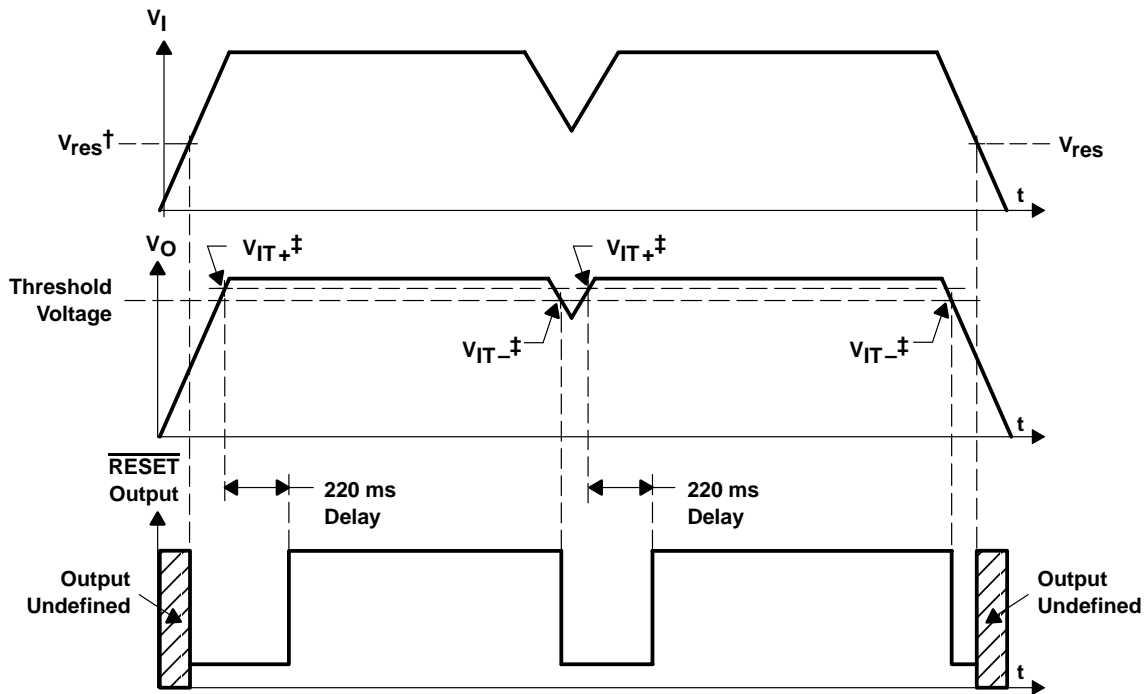 VI
Vres†
Vres
t
VO
VIT+‡
VIT+‡
Threshold
Voltage
VIT–‡
VIT–‡
t
RESET
Output
220 ms
Delay
220 ms
Delay
Output
Undefined
Output
Undefined
t